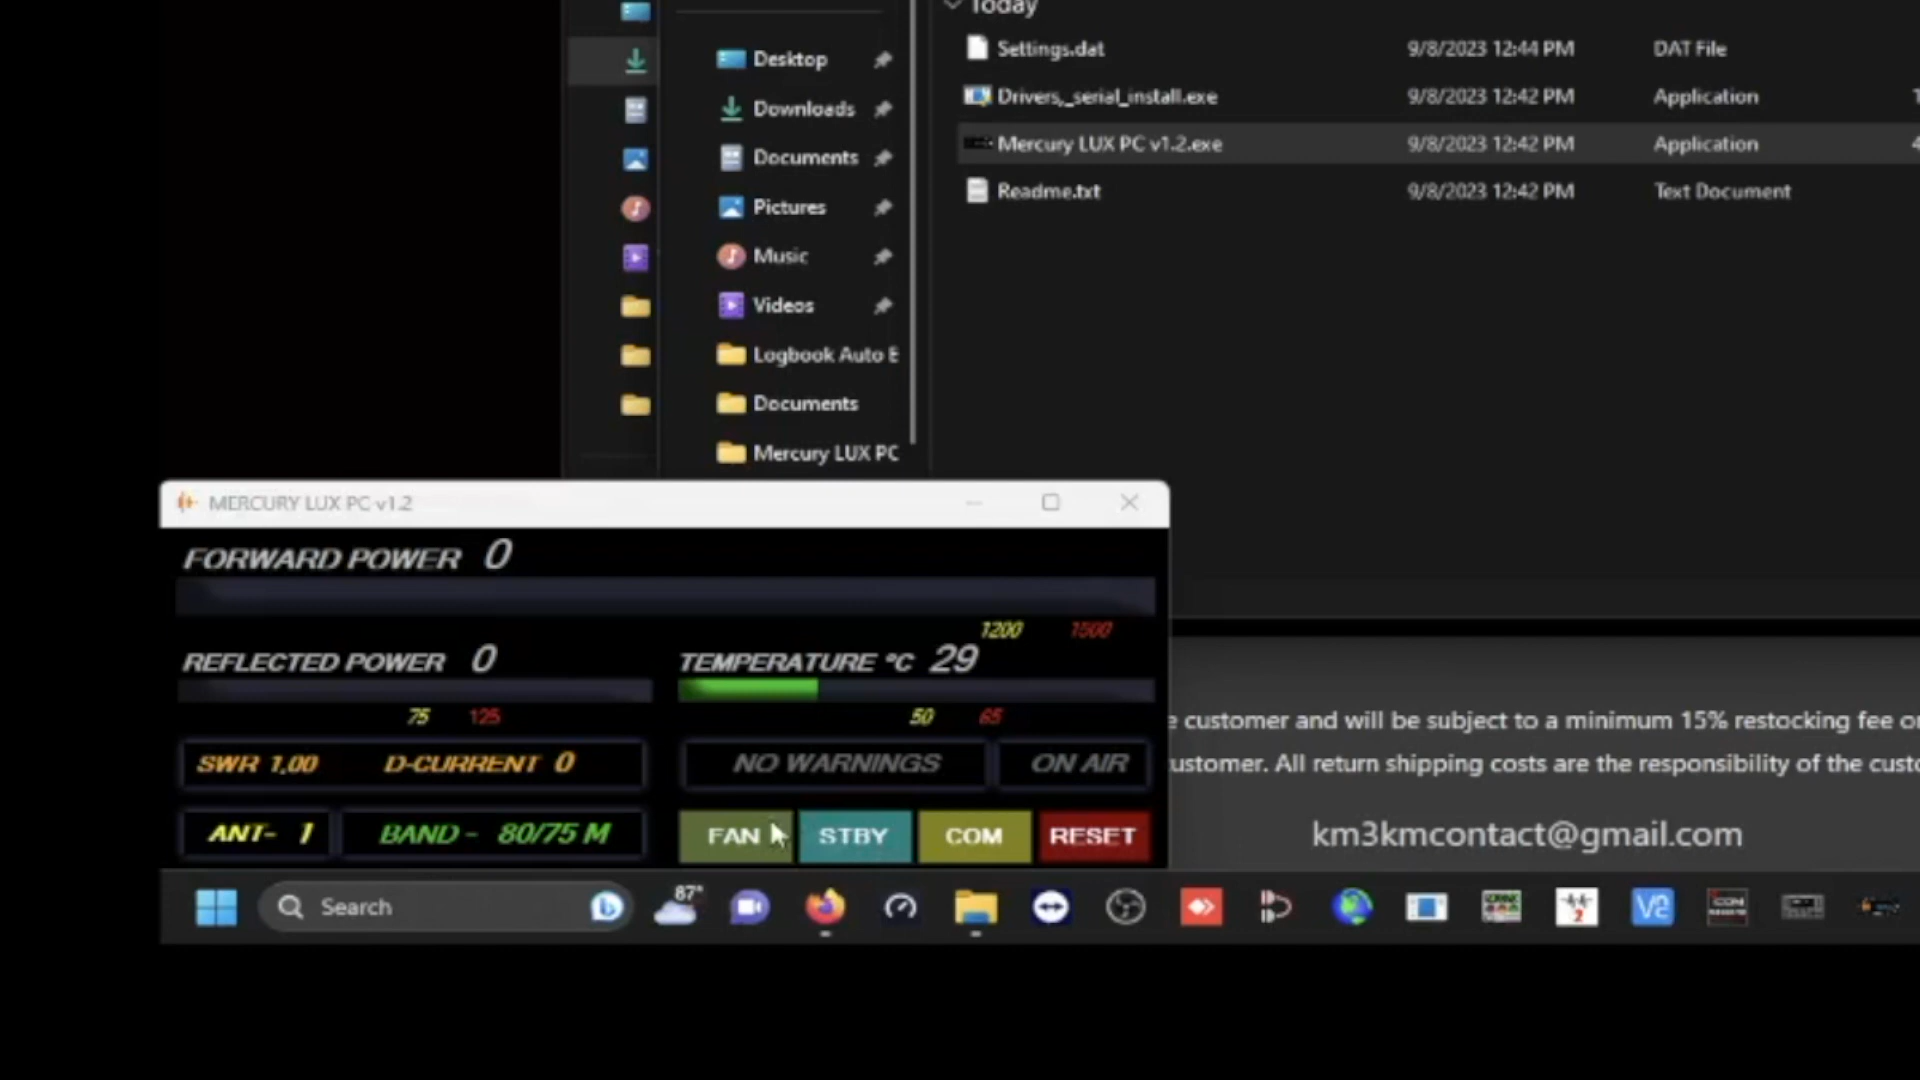 Today
Settings.dat 9/8/2023 12:44 PM DAT File
Drivers,_serial_install.exe 9/8/2023 12:42 PM Application
Mercury LUX PC v1.2.exe 9/8/2023 12:42 PM Application
Readme.txt 9/8/2023 12:42 PM Text Document
Desktop
Downloads
Documents
Pictures
Music
Videos
Logbook Auto E
Documents
Mercury LUX PC
MERCURY LUX PC v1.2
FORWARD POWER 0
1200 1500
REFLECTED POWER 0
75 125
TEMPERATURE °C 29
50 65
SWR 1,00 D-CURRENT 0
NO WARNINGS ON AIR
ANT- 1 BAND - 80/75 M
FAN STBY COM RESET
e customer and will be subject to a minimum 15% restocking fee o
ustomer. All return shipping costs are the responsibility of the custo
km3kmcontact@gmail.com
Search
87°